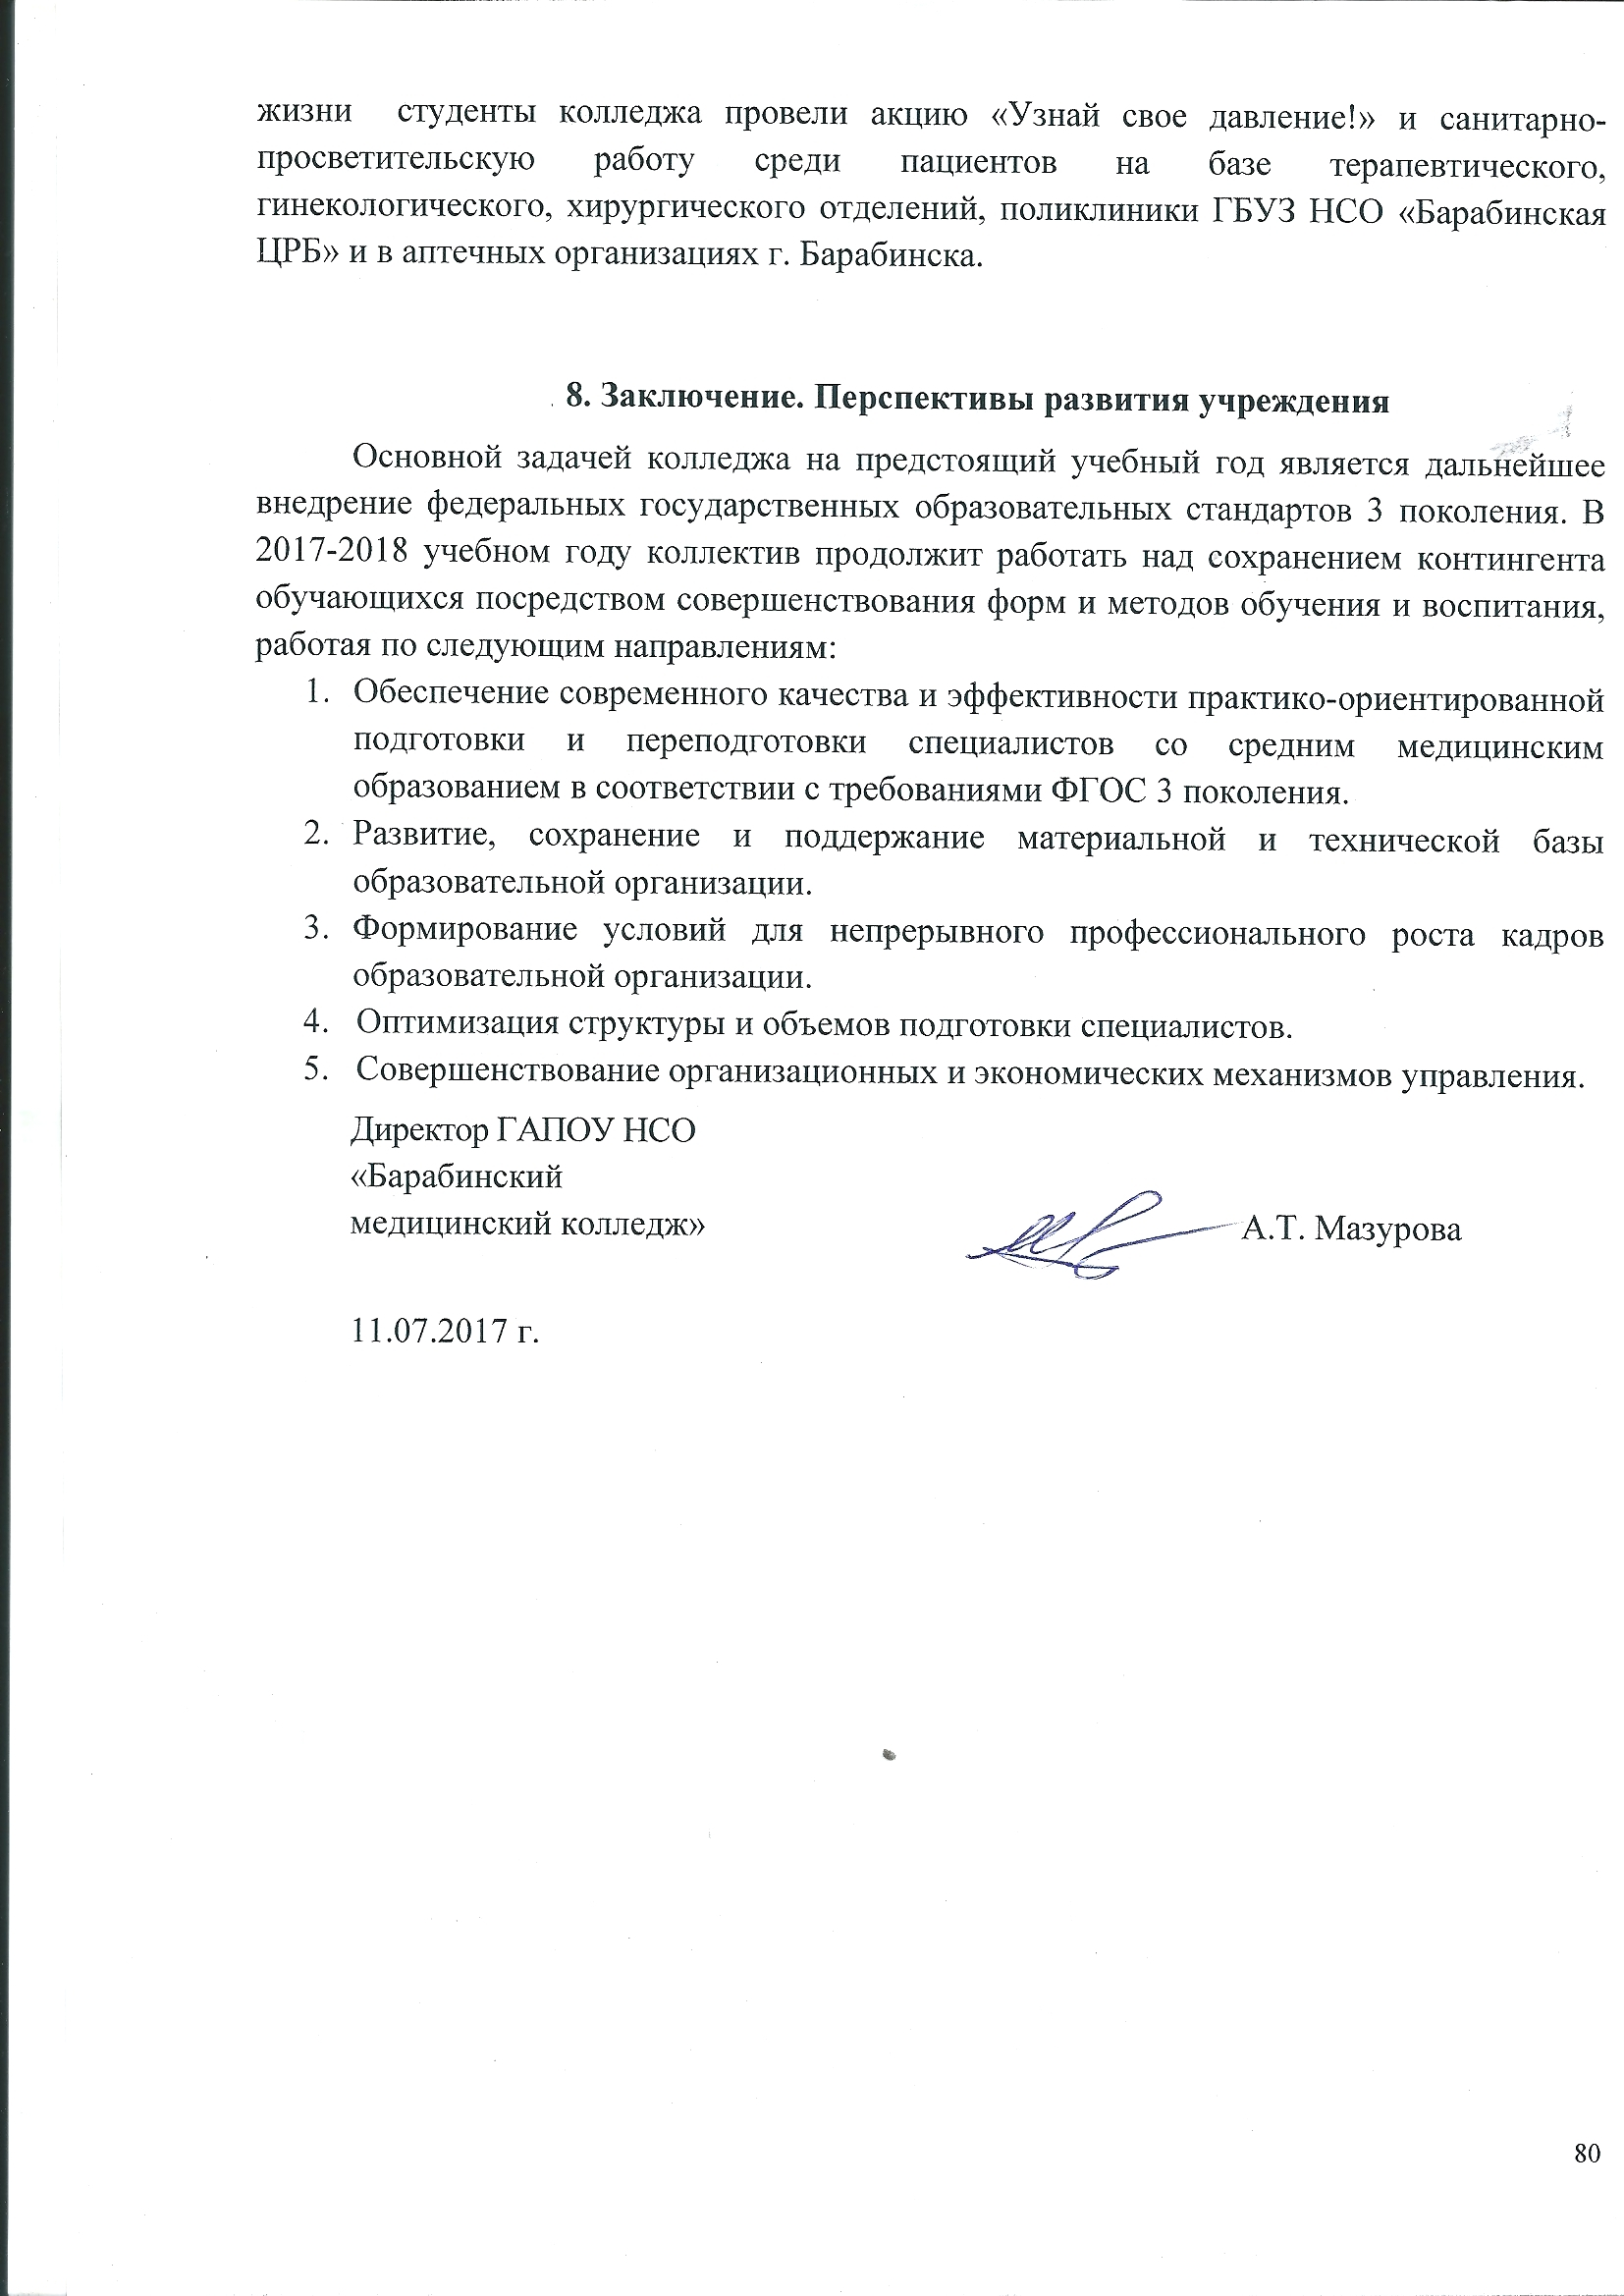 жизни студенты колледжа провели акцию «Узнай свое давление!» и санитарно-
просветительскую работу среди пациентов на базе терапевтического,
гинекологического, хирургического отделений, поликлиники ГБУЗ НСО «Барабинская
ЦРБ» и в аптечных организациях г. Барабинска.
8. Заключение. Перспективы развития учреждения
Основной задачей колледжа на предстоящий учебный год является дальнейшее
внедрение федеральных государственных образовательных стандартов 3 поколения. В
2017-2018 учебном году коллектив продолжит работать над сохранением контингента
обучающихся посредством совершенствования форм и методов обучения и воспитания,
работая по следующим направлениям:
1. Обеспечение современного качества и эффективности практико-ориентированной
подготовки и переподготовки специалистов со средним медицинским
образованием в соответствии с требованиями ФГОС 3 поколения.
2. Развитие, сохранение и поддержание материальной и технической базы
образовательной организации.
3. Формирование условий для непрерывного профессионального роста кадров
образовательной организации.
4. Оптимизация структуры и объемов подготовки специалистов.
5. Совершенствование организационных и экономических механизмов управления.
Директор ГАПОУ НСО
«Барабинский
медицинский колледж» А.Т. Мазурова
11.07.2017 г.
80